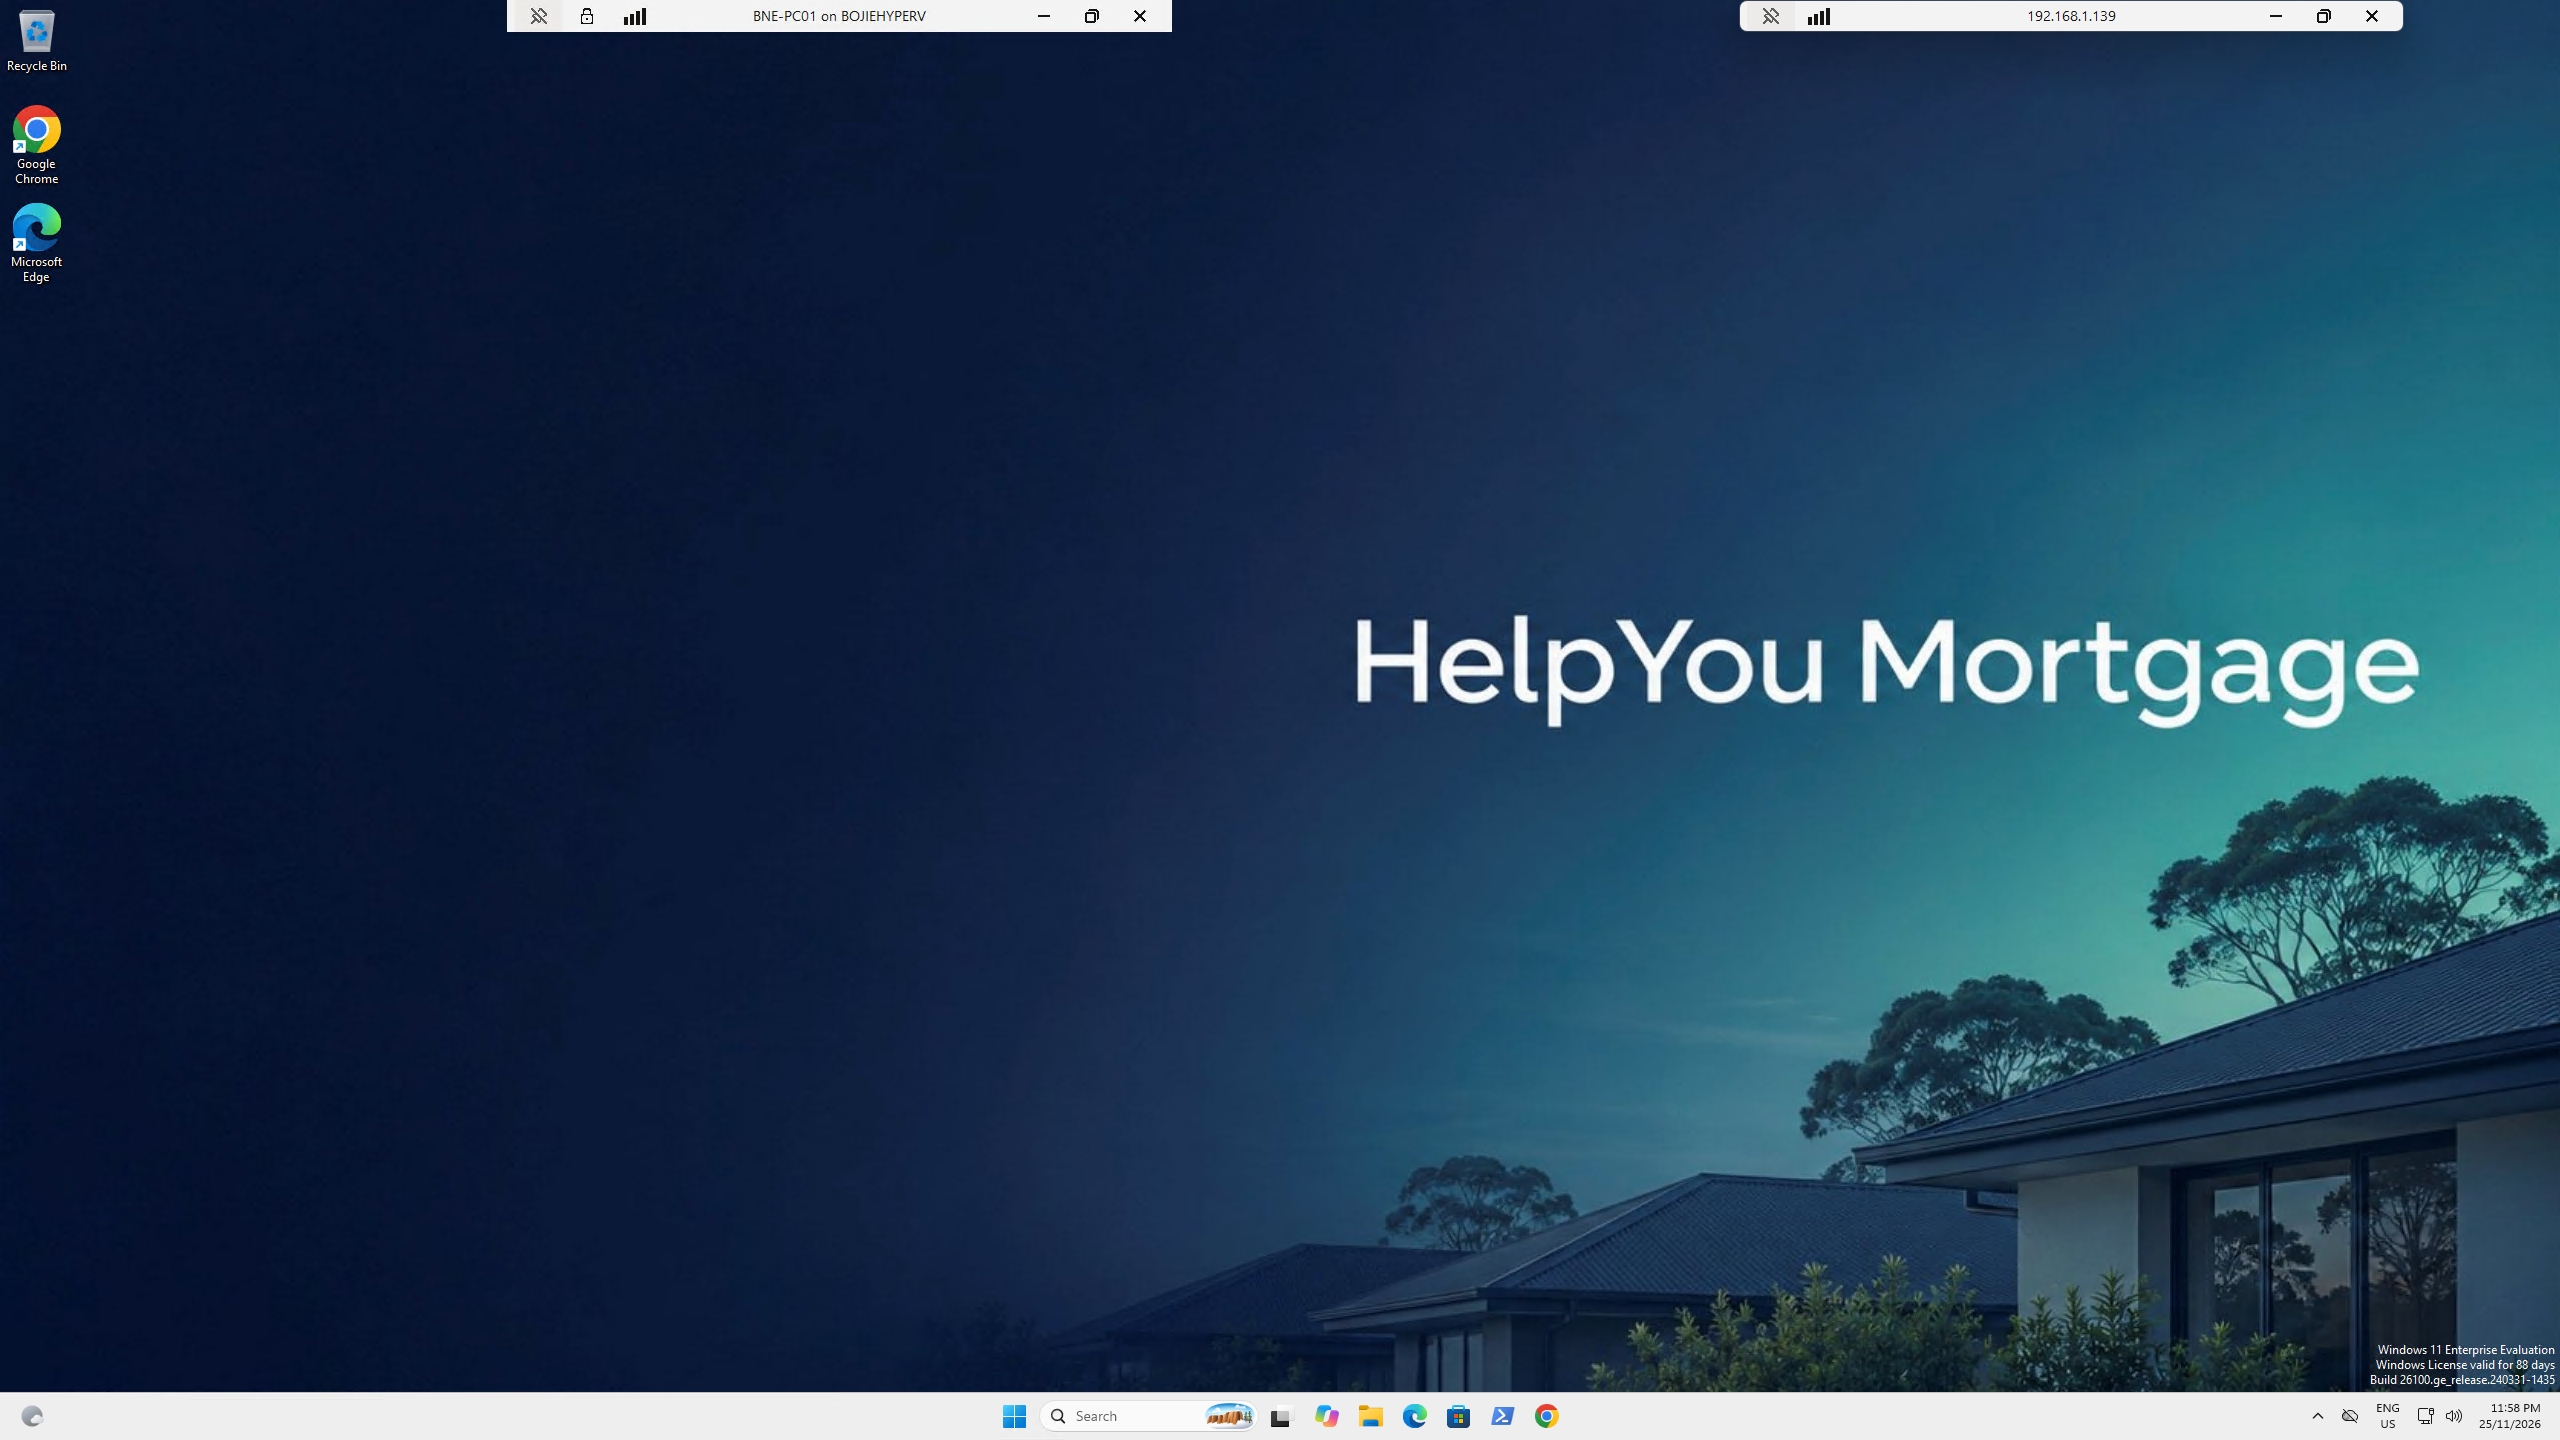 BNE-PC01 on BOJIEHYPERV
192.168.1.139
Recycle Bin
Google
Chrome
Microsoft
Edge
HelpYou Mortgage
Windows 11 Enterprise Evaluation
Windows License valid for 88 days
Build 26100.ge_release.240331-1435
Search
ENG
US
11:58 PM
25/11/2026